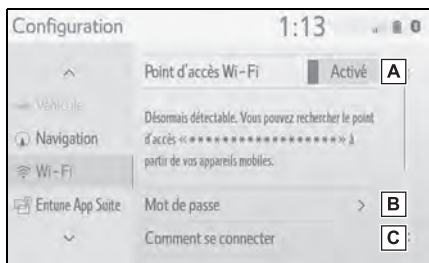 Configuration
1:13
Point d'accès Wi-Fi
Activé
A
Véhicule
Désormais détectable. Vous pouvez rechercher le point
d'accès «******************» à
partir de vos appareils mobiles.
Navigation
Wi-Fi
Entune App Suite
Mot de passe
B
Comment se connecter
C